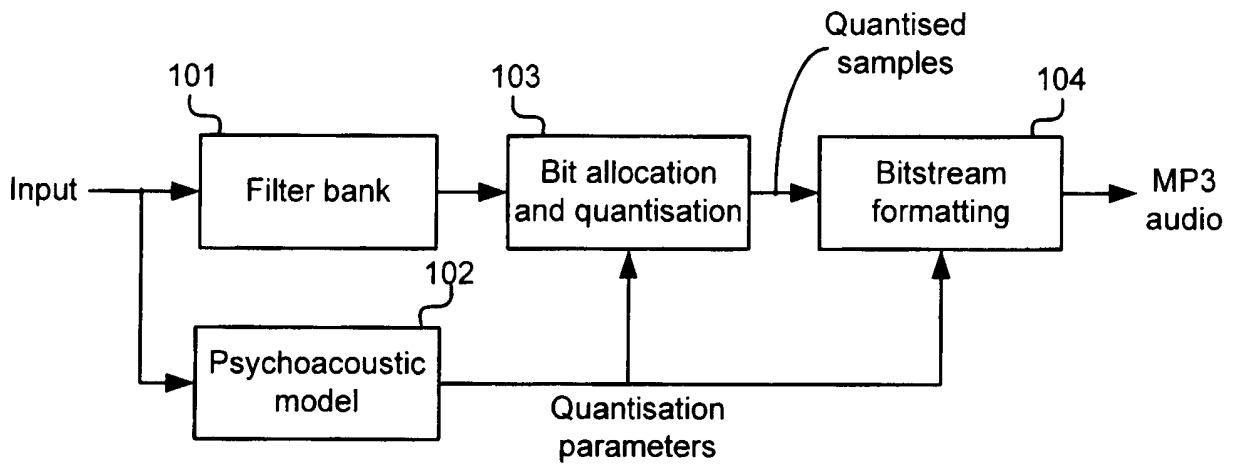 Quantised
samples
101
103
104
Input
Filter bank
Bit allocation
and quantisation
Bitstream
formatting
MP3
audio
102
Psychoacoustic
model
Quantisation
parameters